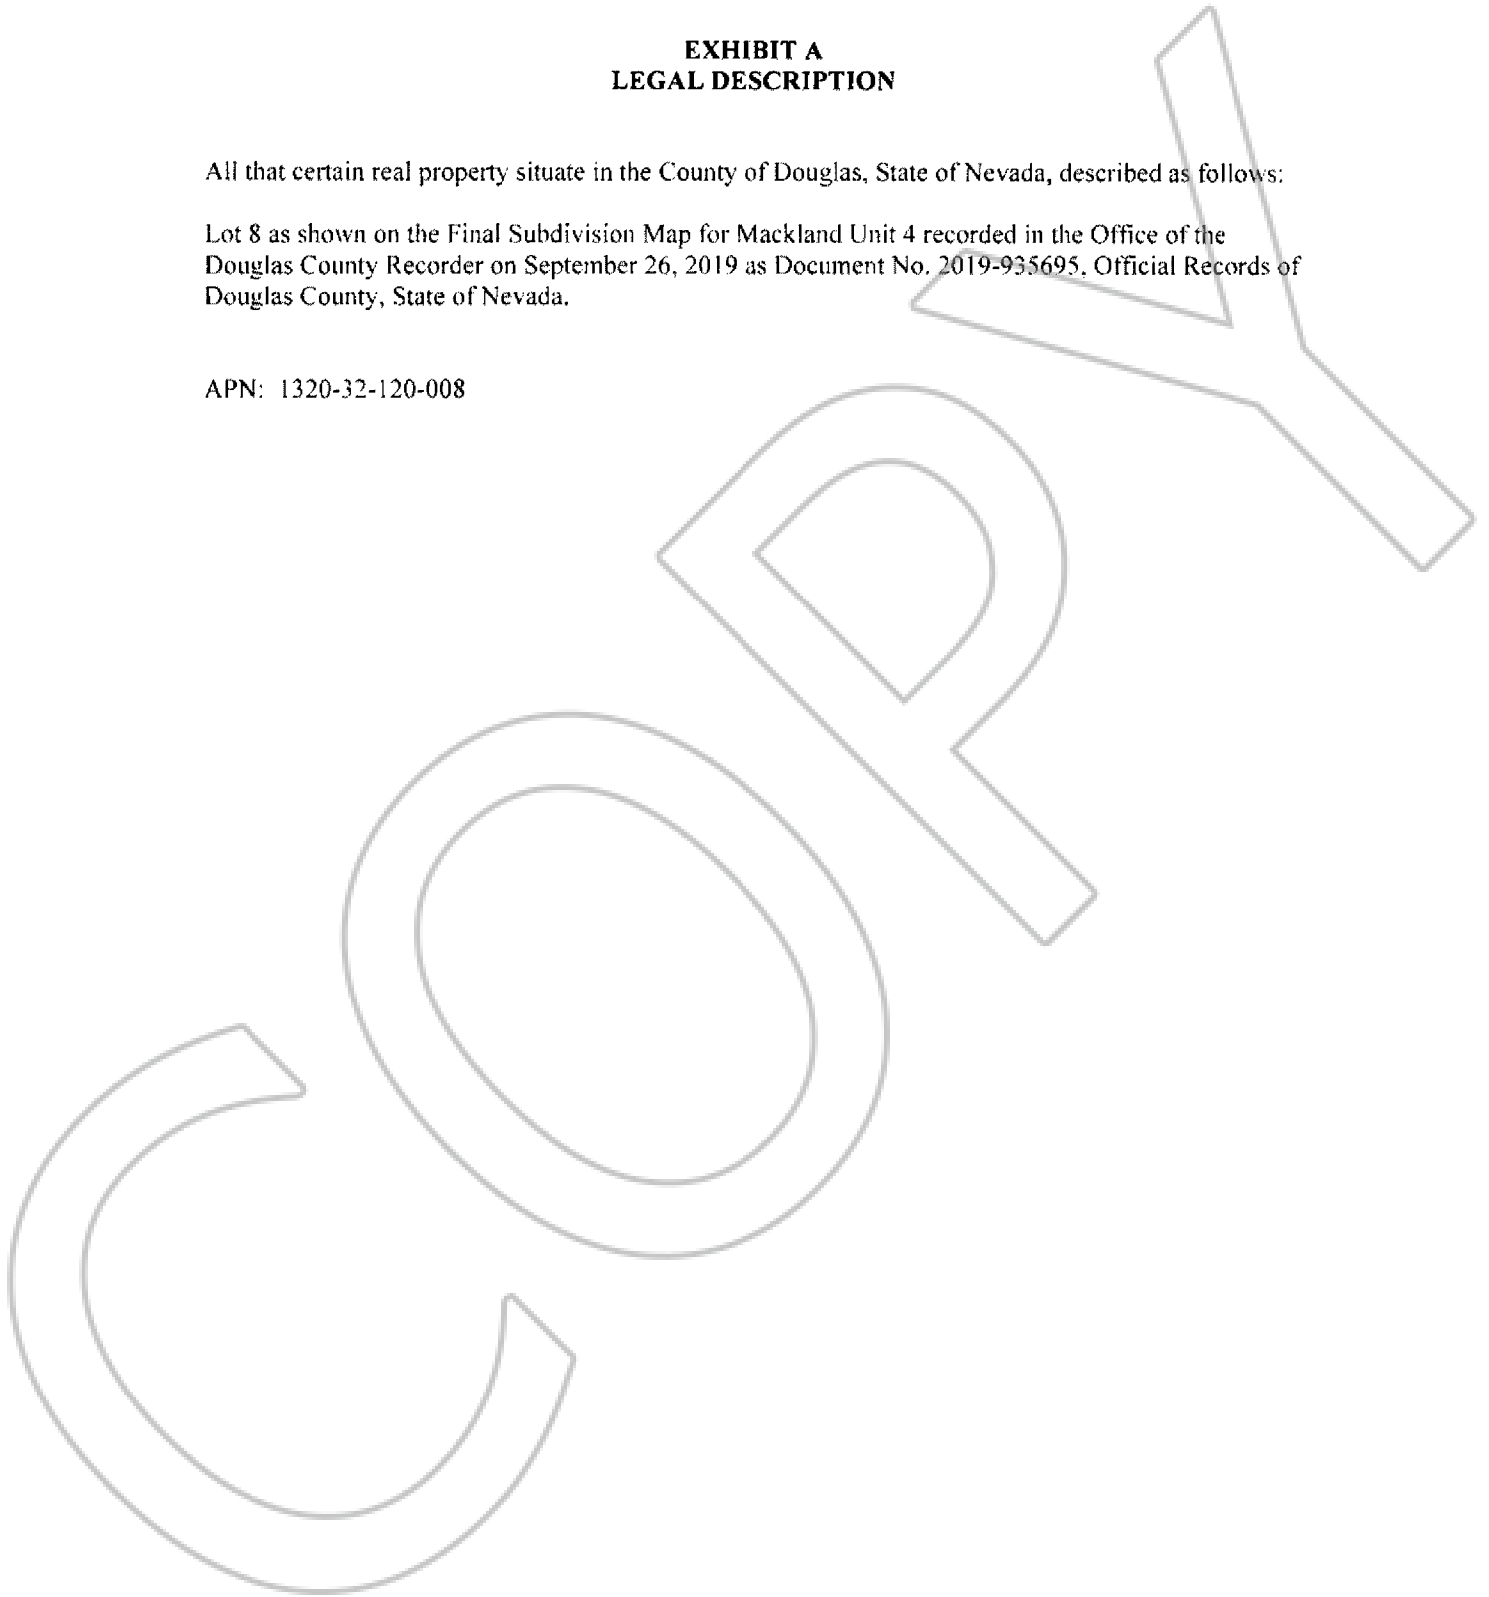 EXHIBIT A
LEGAL DESCRIPTION
All that certain real property situate in the County of Douglas, State of Nevada, described as follows:
Lot 8 as shown on the Final Subdivision Map for Mackland Unit 4 recorded in the Office of the
Douglas County Recorder on September 26, 2019 as Document No. 2019-935695, Official Records of
Douglas County, State of Nevada.
APN: 1320-32-120-008
COPY